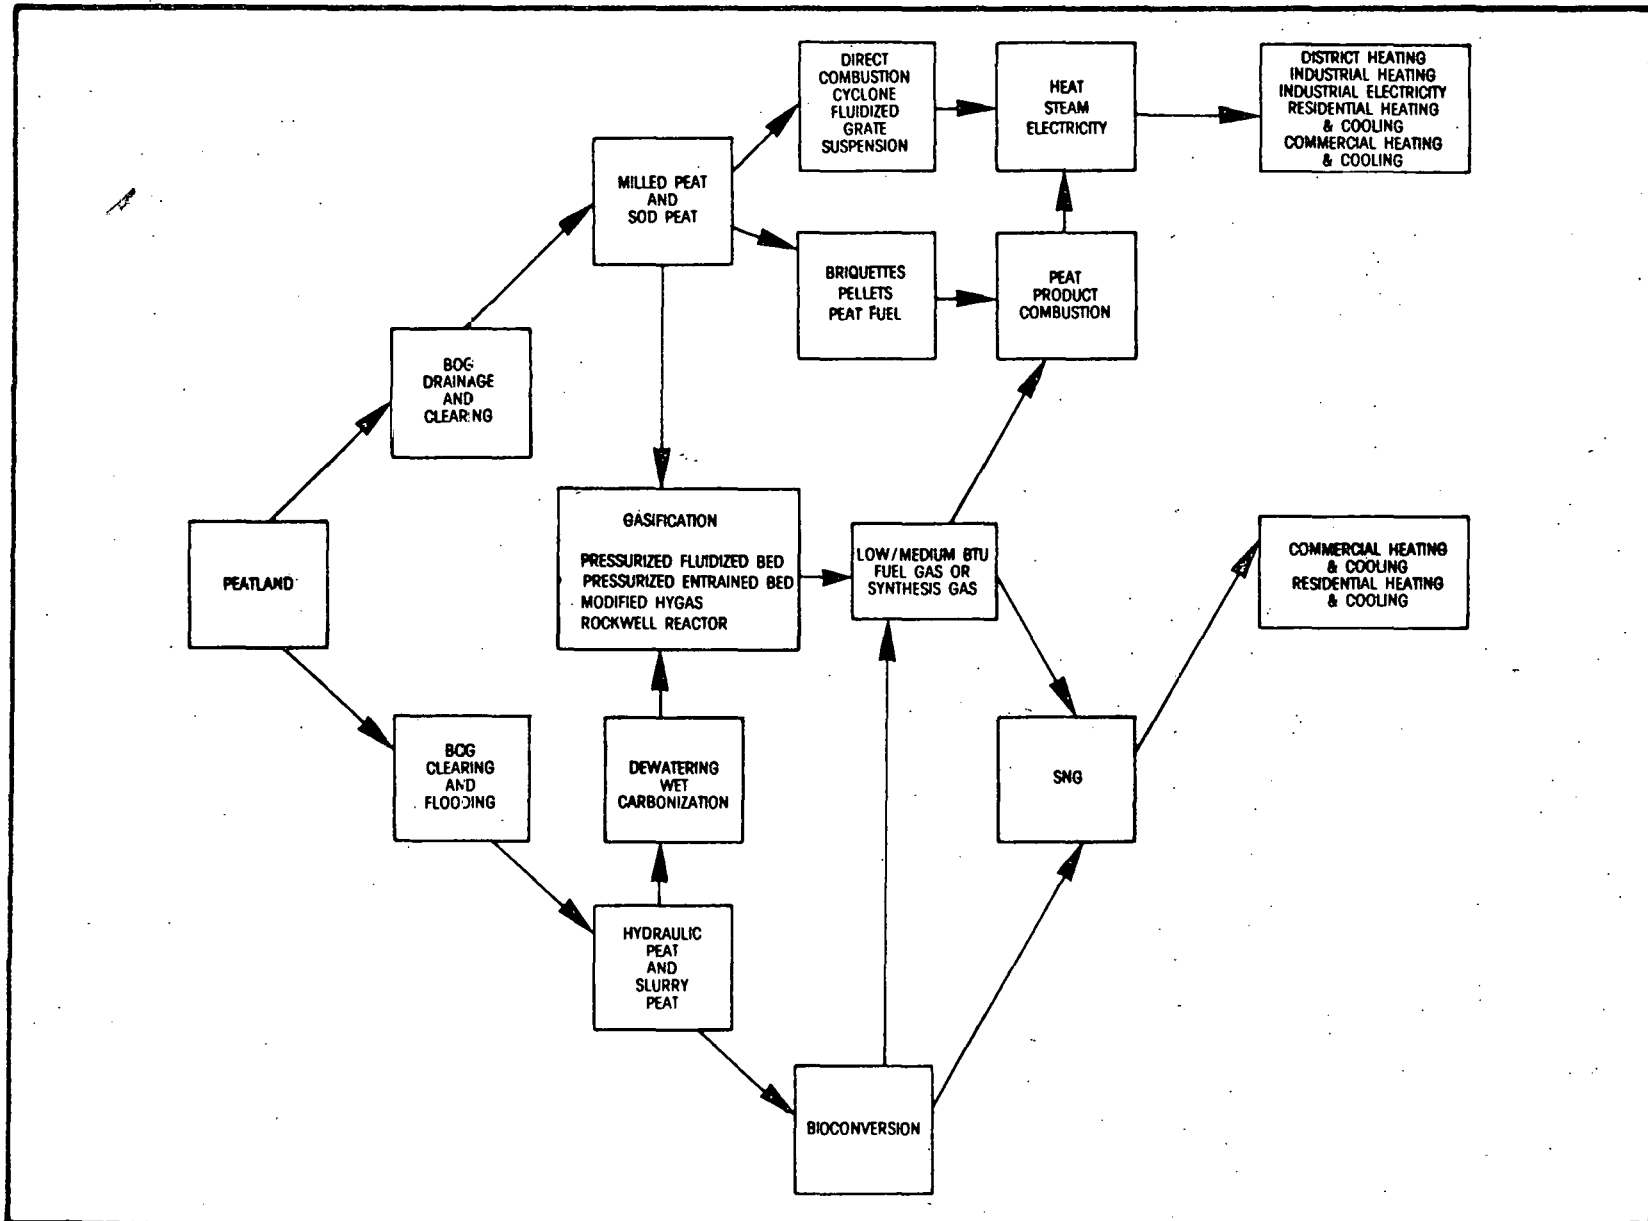 DIRECT
COMBUSTION
CYCLONE
FLUIDIZED
GRATE
SUSPENSION
HEAT
STEAM
ELECTRICITY
DISTRICT HEATING
INDUSTRIAL HEATING
INDUSTRIAL ELECTRICITY
RESIDENTIAL HEATING
& COOLING
COMMERCIAL HEATING
& COOLING
MILLED PEAT
AND
SOD PEAT
BRIQUETTES
PELLETS
PEAT FUEL
PEAT
PRODUCT
COMBUSTION
BOG
DRAINAGE
AND
CLEARING
GASIFICATION
PRESSURIZED FLUIDIZED BED
PRESSURIZED ENTRAINED BED
MODIFIED HYGAS
ROCKWELL REACTOR
LOW/MEDIUM BTU
FUEL GAS OR
SYNTHESIS GAS
COMMERCIAL HEATING
& COOLING
RESIDENTIAL HEATING
& COOLING
PEATLAND
BOG
CLEARING
AND
FLOODING
DEWATERING
WET
CARBONIZATION
SNG
HYDRAULIC
PEAT
AND
SLURRY
PEAT
BIOCONVERSION